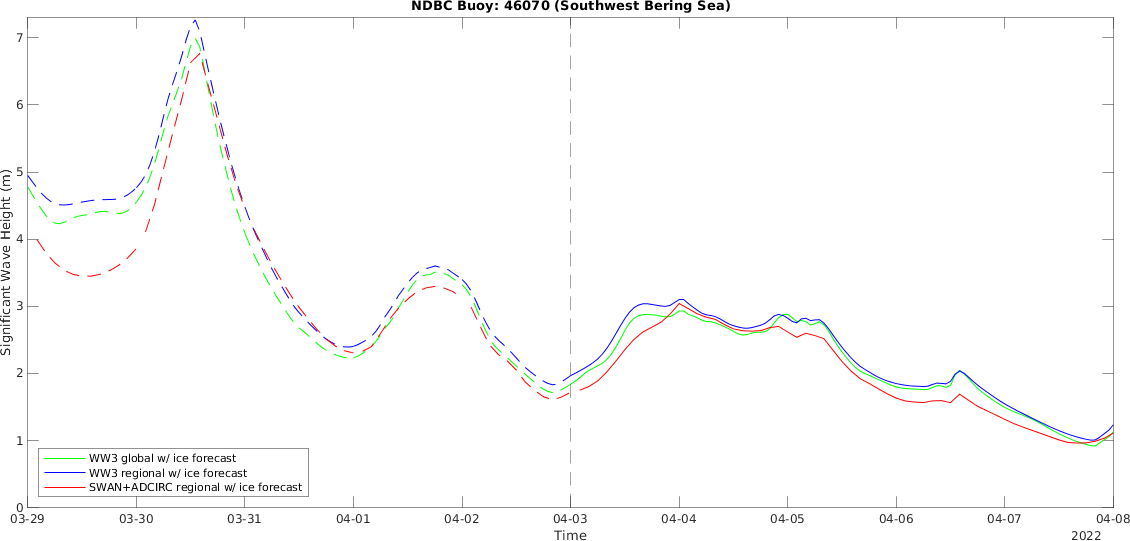 NDBC Buoy: 46070 (Southwest Bering Sea)
Significant Wave Height (m)
7
6
5
4
3
2
1
0
WW3 global w/ ice forecast
WW3 regional w/ ice forecast
SWAN+ADCIRC regional w/ ice forecast
03-29 03-30 03-31 04-01 04-02 04-03 04-04 04-05 04-06 04-07 04-08
Time
2022